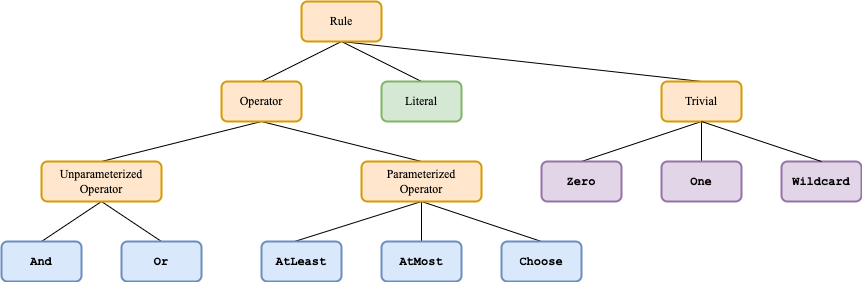 Rule
Operator
Literal
Trivial
Unparameterized
Operator
Parameterized
Operator
Zero
One
Wildcard
And
Or
AtLeast
AtMost
Choose